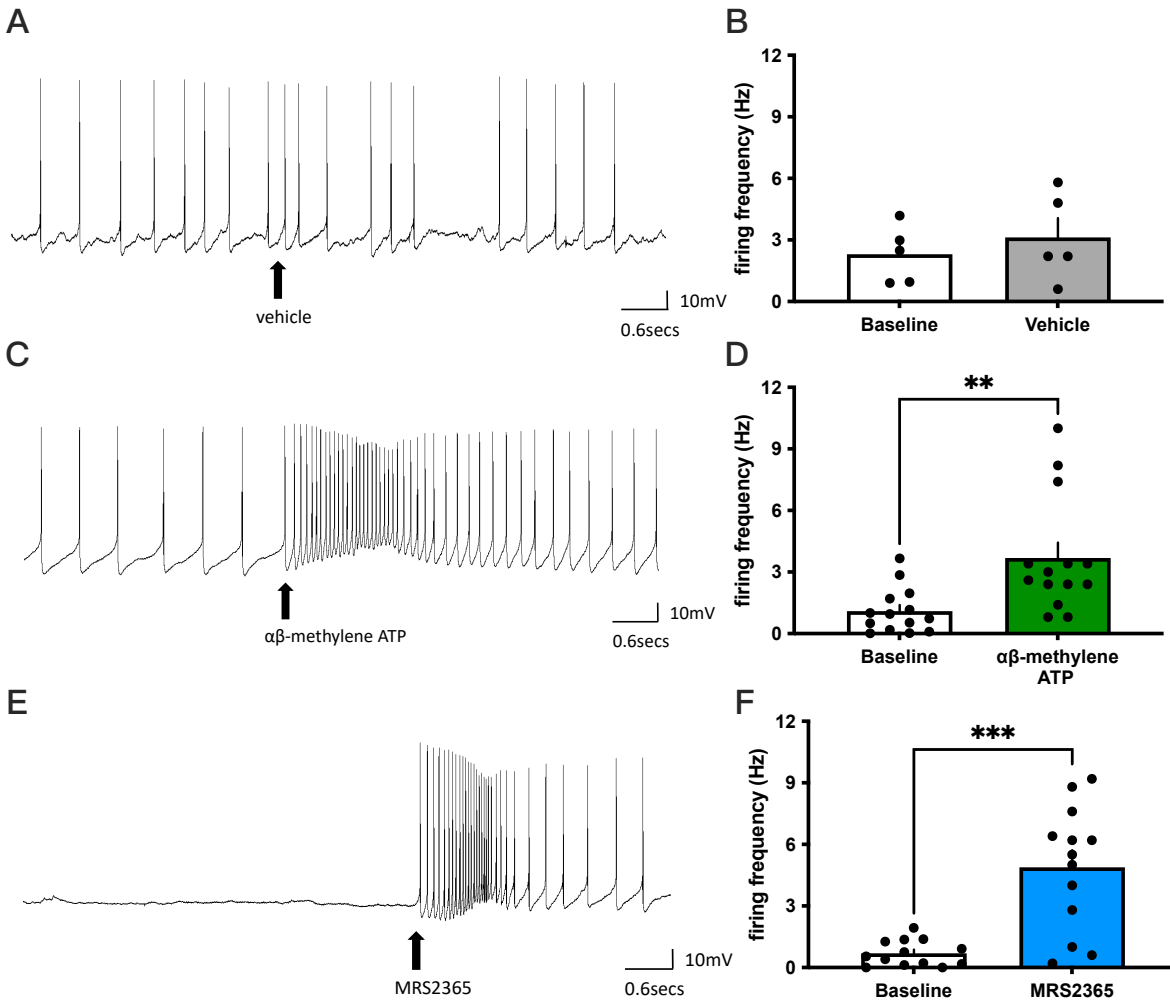 A
vehicle
10mV
0.6secs
B
firing frequency (Hz)
12
9
6
3
0
Baseline
Vehicle
C
αβ-methylene ATP
10mV
0.6secs
D
**
firing frequency (Hz)
12
9
6
3
0
Baseline
αβ-methylene
ATP
E
MRS2365
10mV
0.6secs
F
***
firing frequency (Hz)
12
9
6
3
0
Baseline
MRS2365